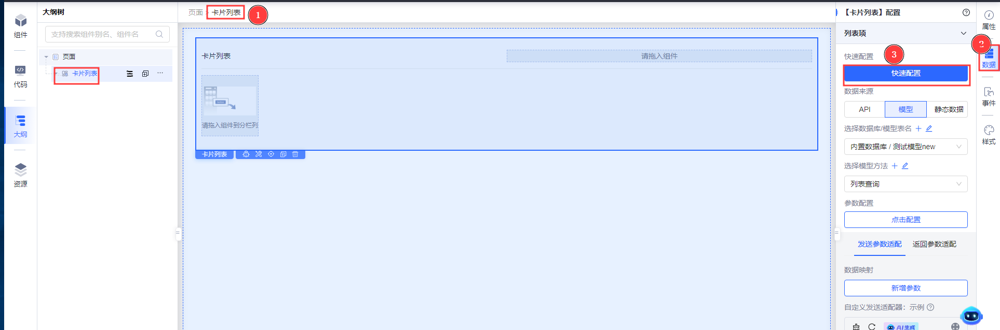 组件
代码
大纲
资源
大纲树
支持搜索组件别名、组件名
页面
卡片列表
页面
卡片列表
1
卡片列表
请拖入组件
请拖入组件到分栏列
卡片列表
【卡片列表】配置
列表项
快速配置
3
快速配置
数据来源
API
模型
静态数据
选择数据库/模型表名
内置数据库 / 测试模型new
选择模型方法
列表查询
参数配置
点击配置
发送参数适配
返回参数适配
数据映射
新增参数
自定义发送适配器：示例
AI生成
属性
2
数据
事件
样式